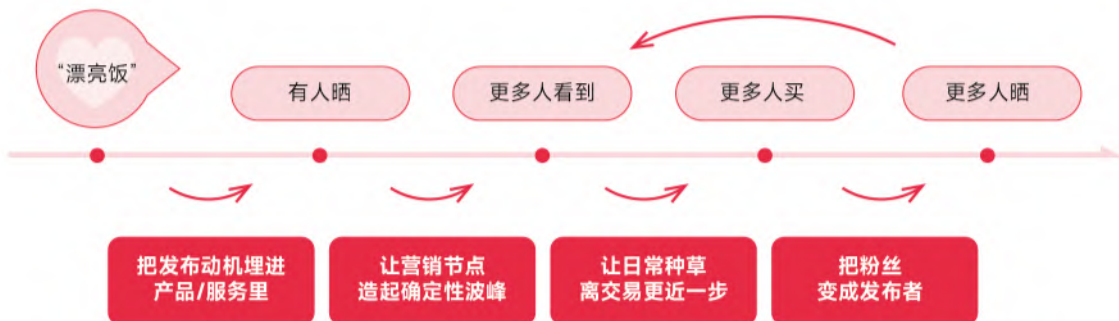 “漂亮饭”
有人晒
更多人看到
更多人买
更多人晒
把发布动机埋进
产品/服务里
让营销节点
造起确定性波峰
让日常种草
离交易更近一步
把粉丝
变成发布者